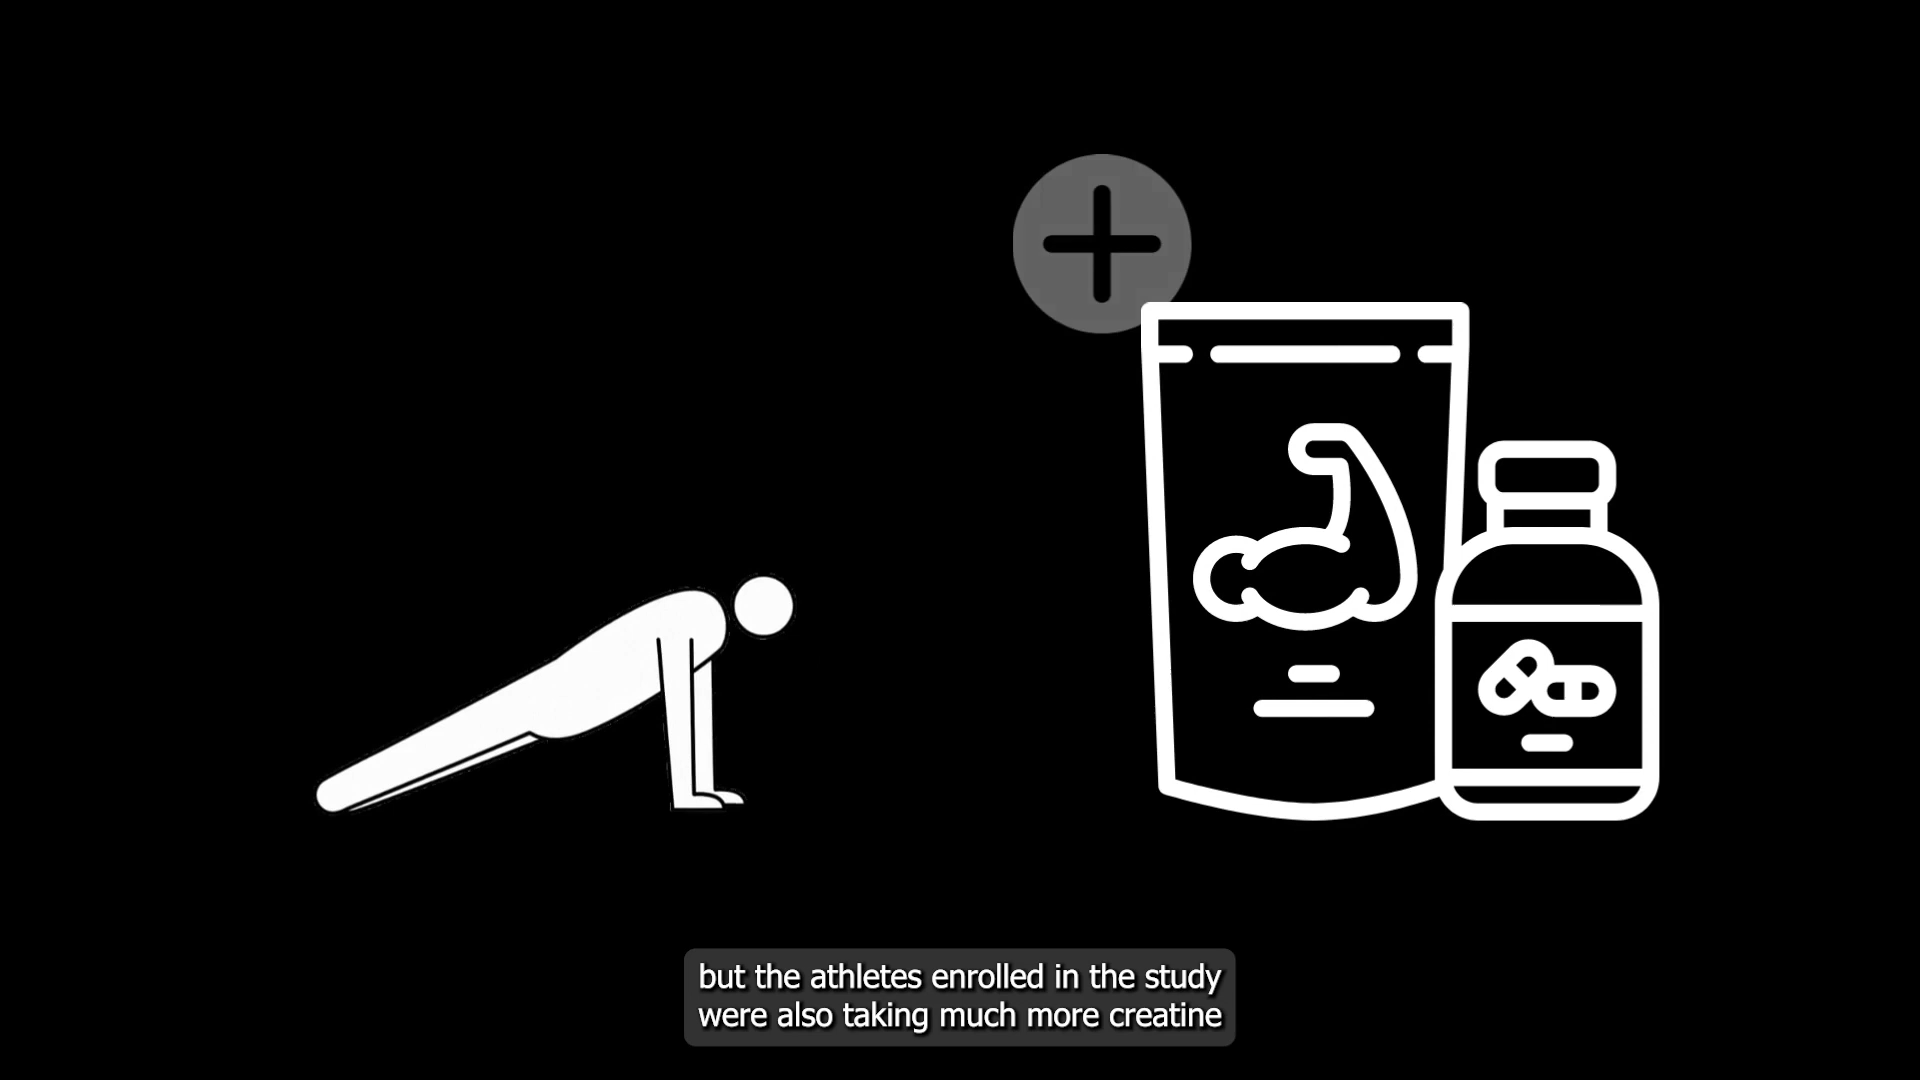 but the athletes enrolled in the study
were also taking much more creatine